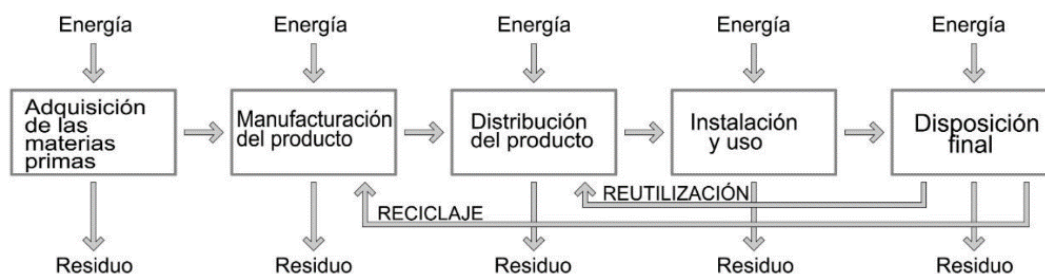 Energía
Energía
Energía
Energía
Energía
Adquisición
de las
materias
primas
Manufacturación
del producto
Distribución
del producto
Instalación
y uso
Disposición
final
REUTILIZACIÓN
RECICLAJE
Residuo
Residuo
Residuo
Residuo
Residuo